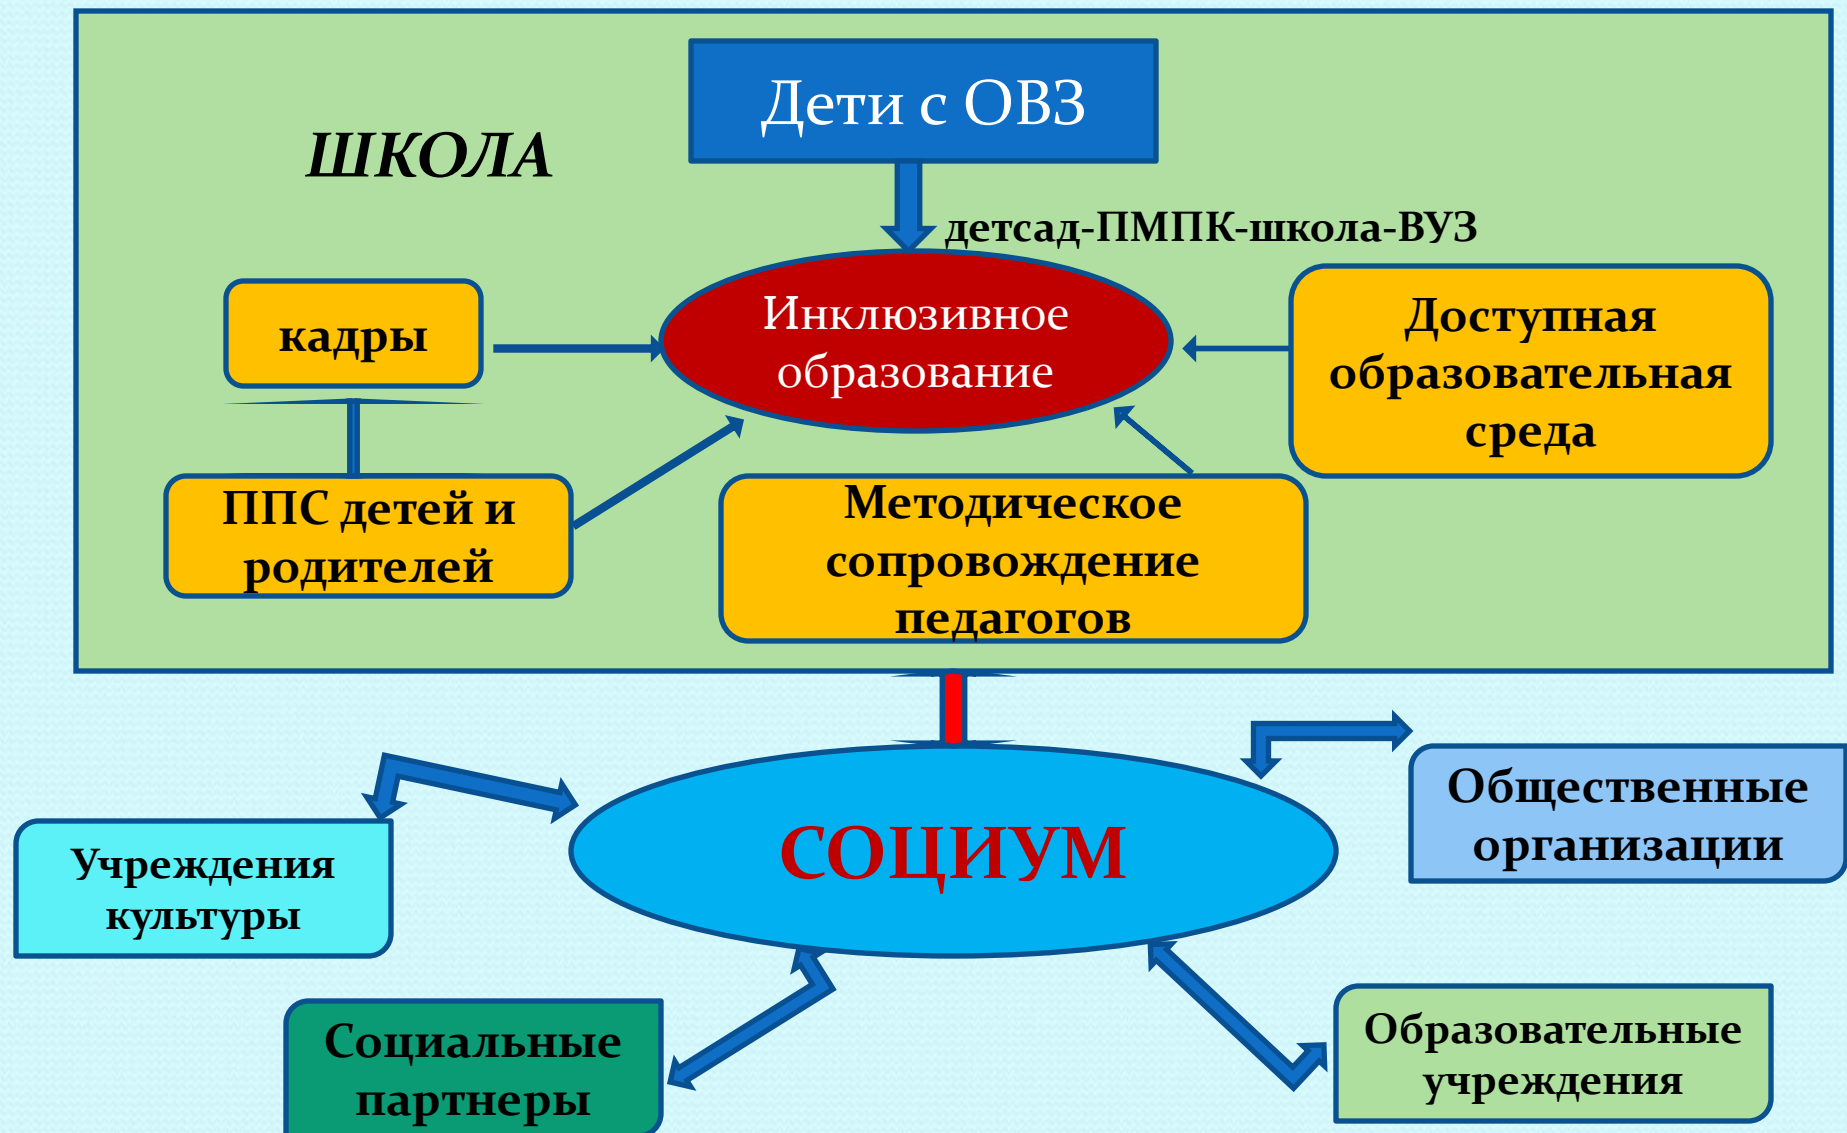 Дети с ОВЗ
ШКОЛА
детсад-ПМПК-школа-ВУЗ
кадры
Инклюзивное
образование
Доступная
образовательная
среда
ППС детей и
родителей
Методическое
сопровождение
педагогов
СОЦИУМ
Общественные
организации
Учреждения
культуры
Социальные
партнеры
Образовательные
учреждения